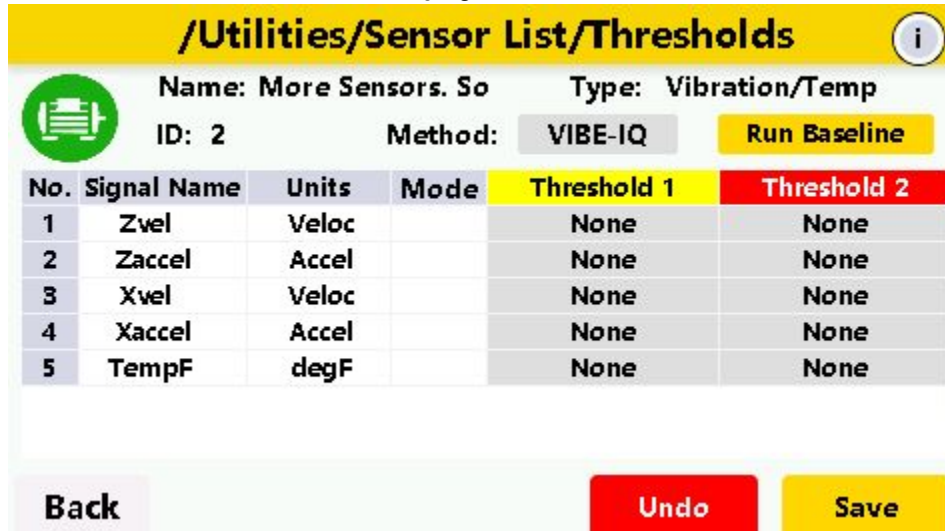 /Utilities/Sensor List/Thresholds i
Name: More Sensors. So Type: Vibration/Temp
ID: 2 Method: VIBE-IQ Run Baseline
No. Signal Name Units Mode Threshold 1 Threshold 2
1 Zvel Veloc None None
2 Zaccel Accel None None
3 Xvel Veloc None None
4 Xaccel Accel None None
5 TempF degF None None
Back Undo Save